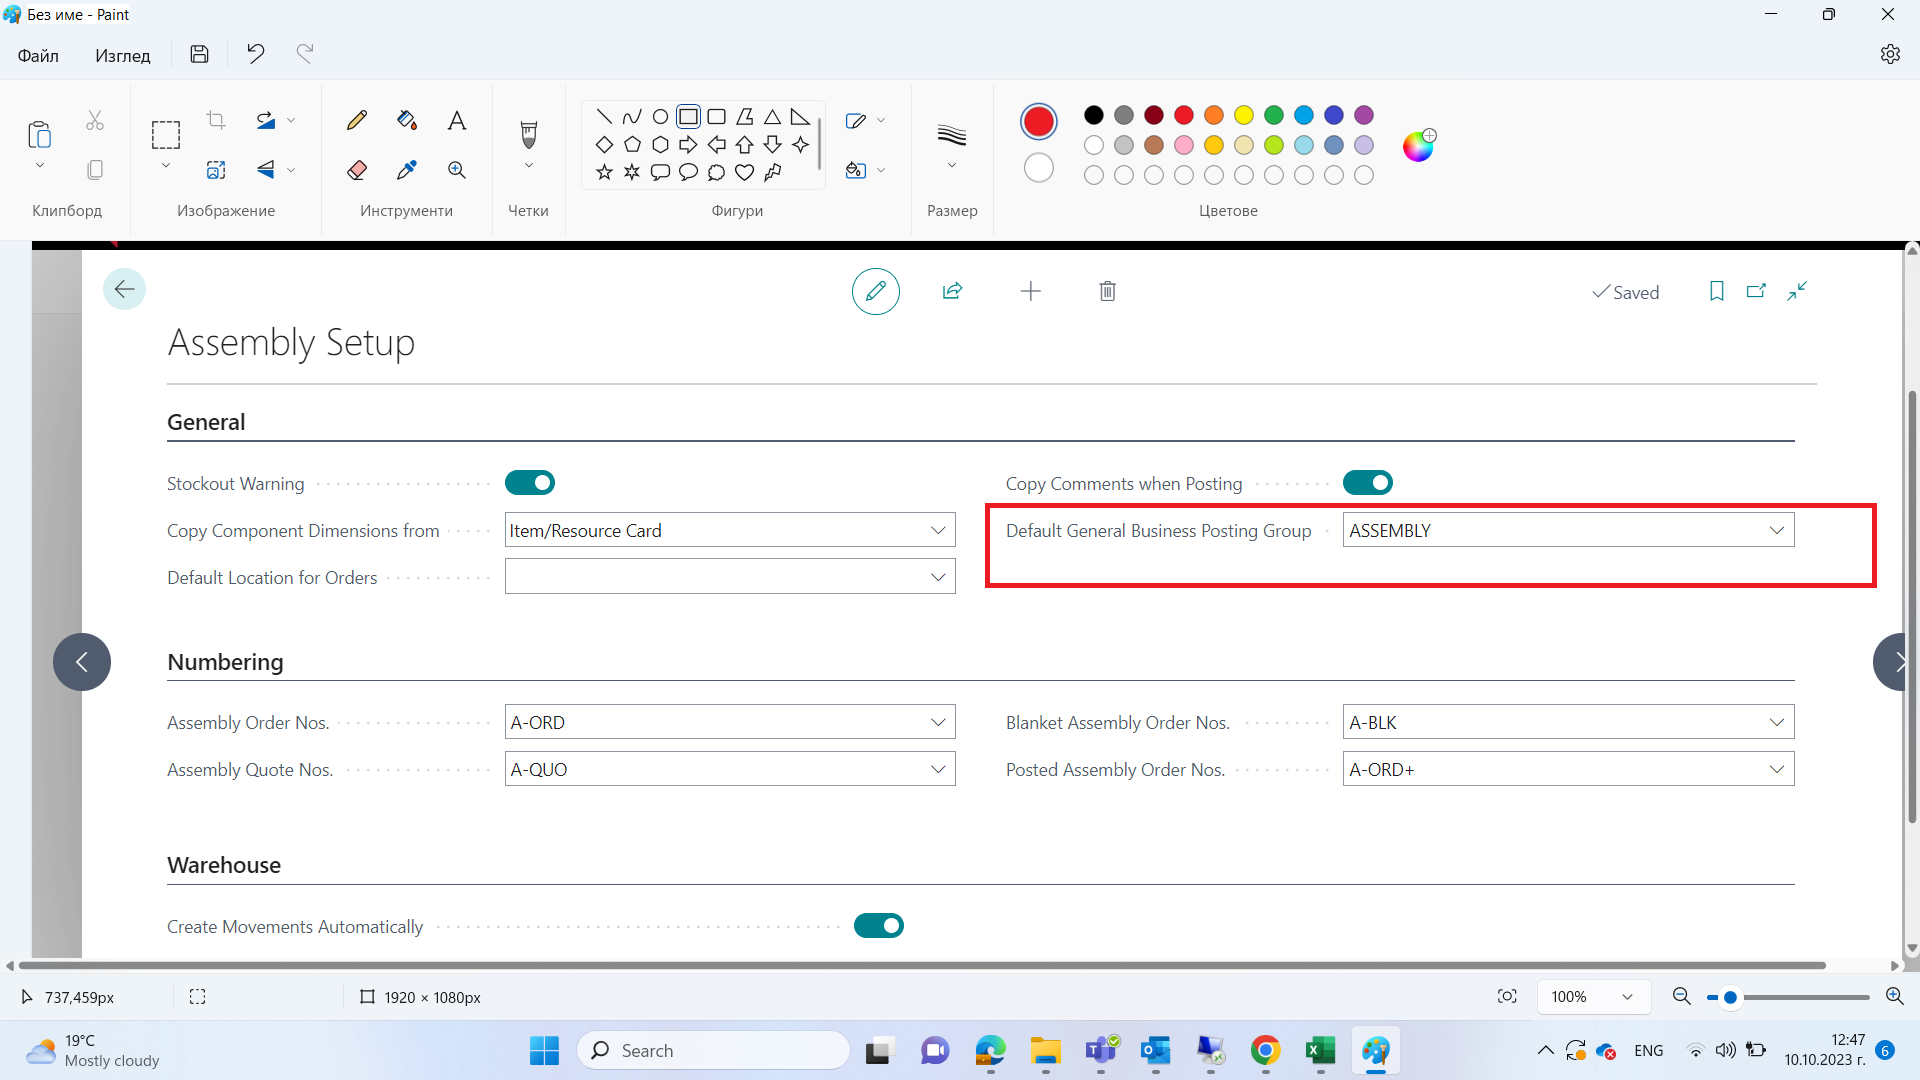 Без име - Paint
Файл Изглед
Клипборд Изображение Инструменти Четки Фигури Размер Цветове
Saved
Assembly Setup
General
Stockout Warning Copy Comments when Posting
Copy Component Dimensions from Item/Resource Card Default General Business Posting Group ASSEMBLY
Default Location for Orders
Numbering
Assembly Order Nos. A-ORD Blanket Assembly Order Nos. A-BLK
Assembly Quote Nos. A-QUO Posted Assembly Order Nos. A-ORD+
Warehouse
Create Movements Automatically
737,459px 1920 × 1080px 100%
19°C
Mostly cloudy
Search
ENG
12:47
10.10.2023 г.
6